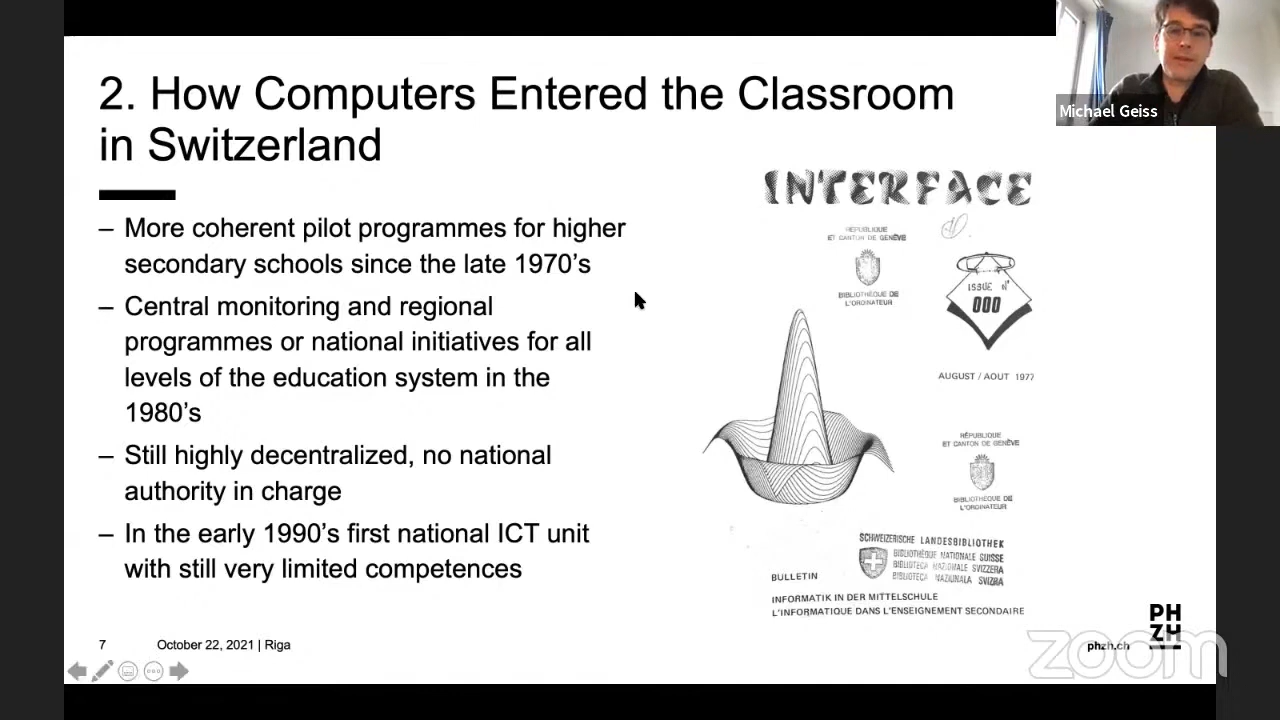 2. How Computers Entered the Classroom
in Switzerland
– More coherent pilot programmes for higher
secondary schools since the late 1970’s
– Central monitoring and regional
programmes or national initiatives for all
levels of the education system in the
1980’s
– Still highly decentralized, no national
authority in charge
– In the early 1990’s first national ICT unit
with still very limited competences
INTERFACE
RÉPUBLIQUE
ET CANTON DE GENÈVE
BIBLIOTHÈQUE DE
L'ORDINATEUR
ISSUE N°
000
AUGUST / AOUT 1977
RÉPUBLIQUE
ET CANTON DE GENÈVE
BIBLIOTHÈQUE DE
L'ORDINATEUR
SCHWEIZERISCHE LANDESBIBLIOTHEK
BIBLIOTHÈQUE NATIONALE SUISSE
BIBLIOTECA NAZIONALE SVIZZERA
BIBLIOTECA NAZIUNALA SVIZRA
BULLETIN
INFORMATIK IN DER MITTELSCHULE
L'INFORMATIQUE DANS L'ENSEIGNEMENT SECONDAIRE
7 October 22, 2021 | Riga
phzh.ch
PH
ZH
zoom
Michael Geiss